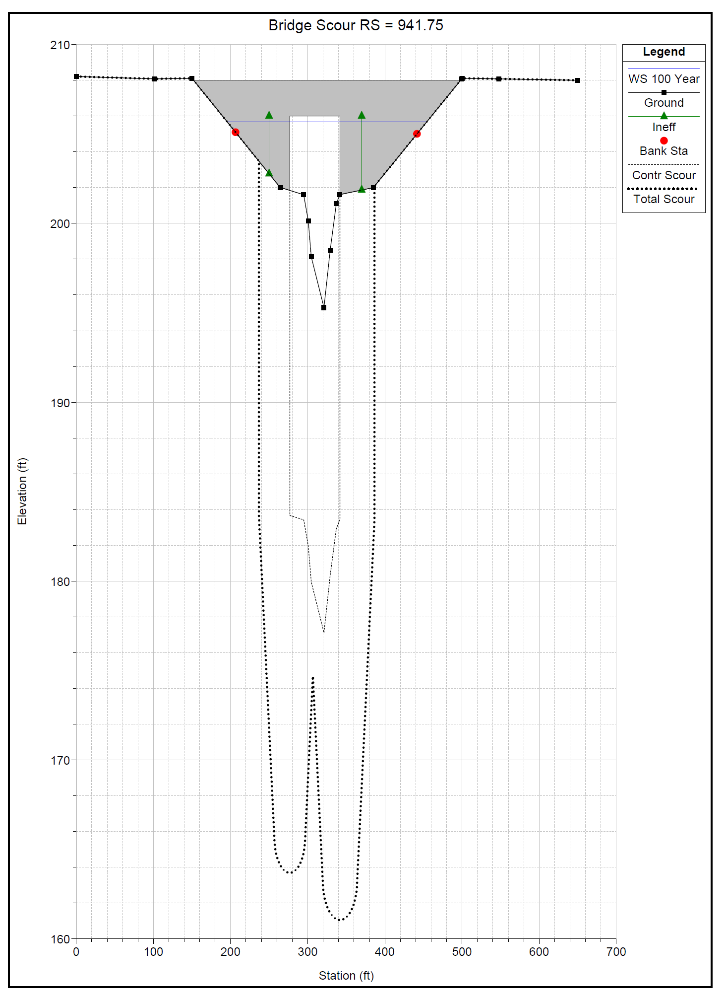 Bridge Scour RS = 941.75
Legend
WS 100 Year
Ground
Ineff
Bank Sta
Contr Scour
Total Scour
210
200
190
180
170
160
Elevation (ft)
0 100 200 300 400 500 600 700
Station (ft)